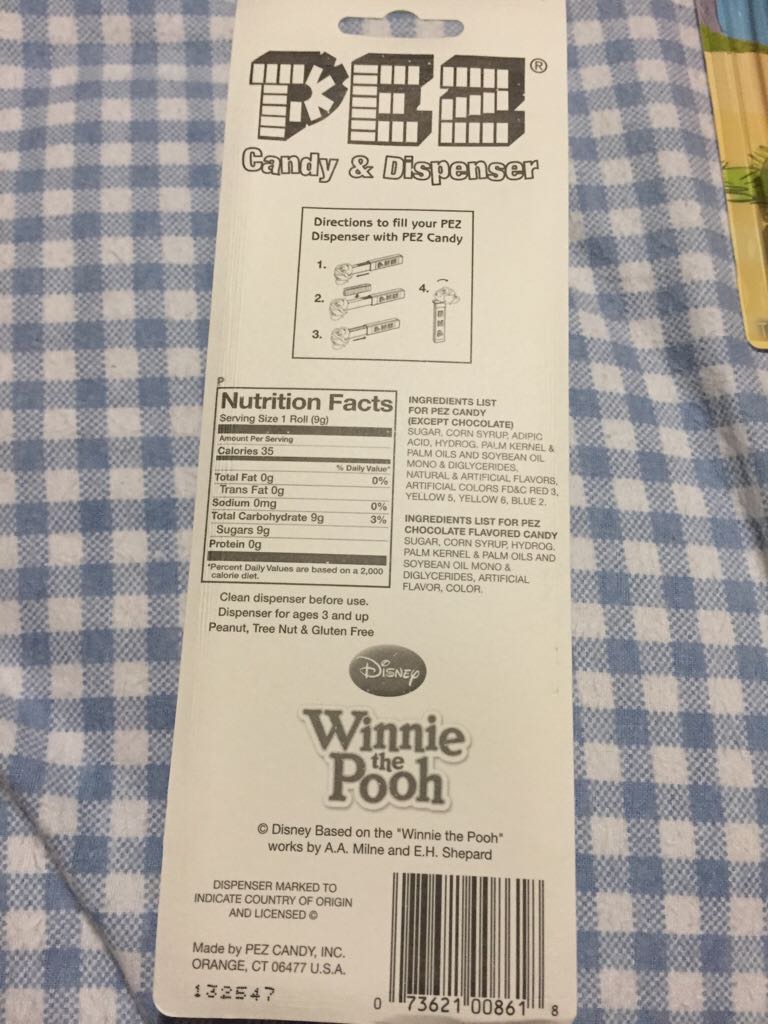 PEZ®
Candy & Dispenser
Directions to fill your PEZ
Dispenser with PEZ Candy
1.
2.
3.
4.
P
Nutrition Facts
Serving Size 1 Roll (9g)
Amount Per Serving
Calories 35
% Daily Value*
Total Fat 0g 0%
Trans Fat 0g
Sodium 0mg 0%
Total Carbohydrate 9g 3%
Sugars 9g
Protein 0g
*Percent Daily Values are based on a 2,000
calorie diet.
INGREDIENTS LIST
FOR PEZ CANDY
(EXCEPT CHOCOLATE)
SUGAR, CORN SYRUP, ADIPIC
ACID, HYDROG. PALM KERNEL &
PALM OILS AND SOYBEAN OIL
MONO & DIGLYCERIDES,
NATURAL & ARTIFICIAL FLAVORS,
ARTIFICIAL COLORS FD&C RED 3,
YELLOW 5, YELLOW 6, BLUE 2.
INGREDIENTS LIST FOR PEZ
CHOCOLATE FLAVORED CANDY
SUGAR, CORN SYRUP, HYDROG.
PALM KERNEL & PALM OILS AND
SOYBEAN OIL MONO &
DIGLYCERIDES, ARTIFICIAL
FLAVOR, COLOR.
Clean dispenser before use.
Dispenser for ages 3 and up
Peanut, Tree Nut & Gluten Free
Disney
Winnie
the
Pooh
© Disney Based on the "Winnie the Pooh"
works by A.A. Milne and E.H. Shepard
DISPENSER MARKED TO
INDICATE COUNTRY OF ORIGIN
AND LICENSED ©
Made by PEZ CANDY, INC.
ORANGE, CT 06477 U.S.A.
132547
0 73621 00861 8